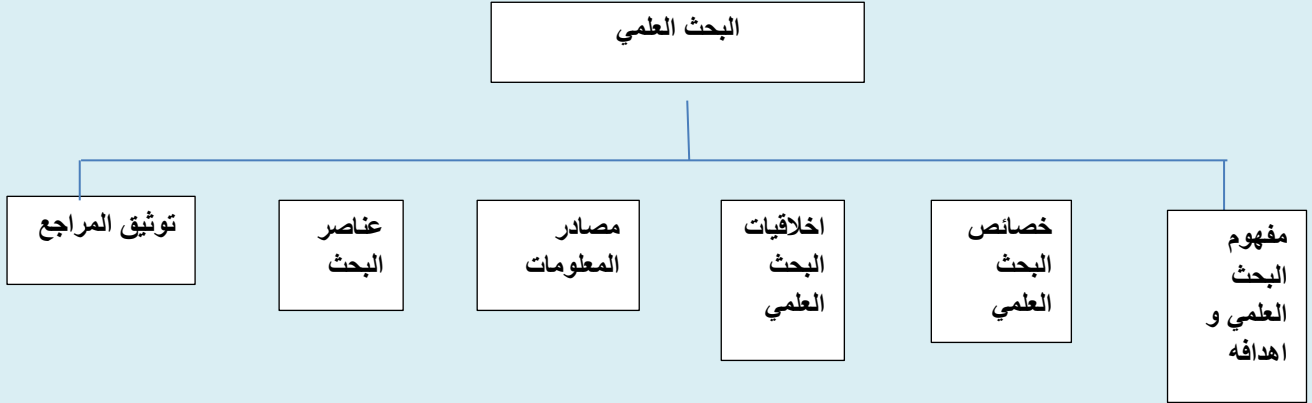 البحث العلمي
مفهوم
البحث
العلمي و
اهدافه
خصائص
البحث
العلمي
اخلاقيات
البحث
العلمي
مصادر
المعلومات
عناصر
البحث
توثيق المراجع